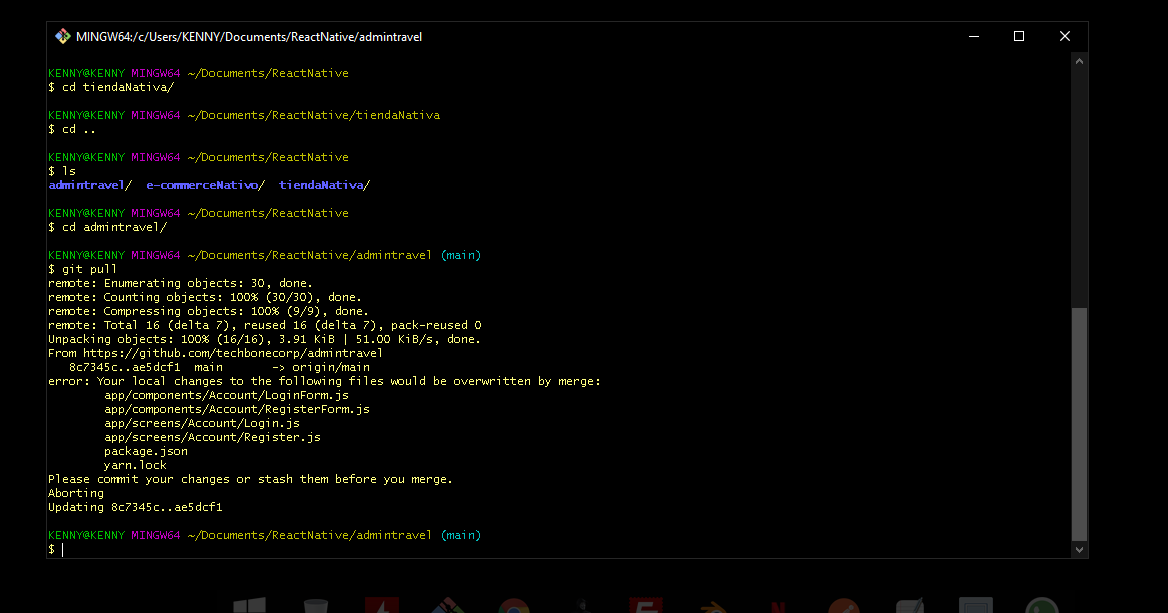 MINGW64:/c/Users/KENNY/Documents/ReactNative/admintravel
KENNY@KENNY MINGW64 ~/Documents/ReactNative
$ cd tiendaNativa/
KENNY@KENNY MINGW64 ~/Documents/ReactNative/tiendaNativa
$ cd ..
KENNY@KENNY MINGW64 ~/Documents/ReactNative
$ ls
admintravel/  e-commerceNativo/  tiendaNativa/
KENNY@KENNY MINGW64 ~/Documents/ReactNative
$ cd admintravel/
KENNY@KENNY MINGW64 ~/Documents/ReactNative/admintravel (main)
$ git pull
remote: Enumerating objects: 30, done.
remote: Counting objects: 100% (30/30), done.
remote: Compressing objects: 100% (9/9), done.
remote: Total 16 (delta 7), reused 16 (delta 7), pack-reused 0
Unpacking objects: 100% (16/16), 3.91 KiB | 51.00 KiB/s, done.
From https://github.com/techbonecorp/admintravel
   8c7345c..ae5dcf1  main       -> origin/main
error: Your local changes to the following files would be overwritten by merge:
        app/components/Account/LoginForm.js
        app/components/Account/RegisterForm.js
        app/screens/Account/Login.js
        app/screens/Account/Register.js
        package.json
        yarn.lock
Please commit your changes or stash them before you merge.
Aborting
Updating 8c7345c..ae5dcf1
KENNY@KENNY MINGW64 ~/Documents/ReactNative/admintravel (main)
$